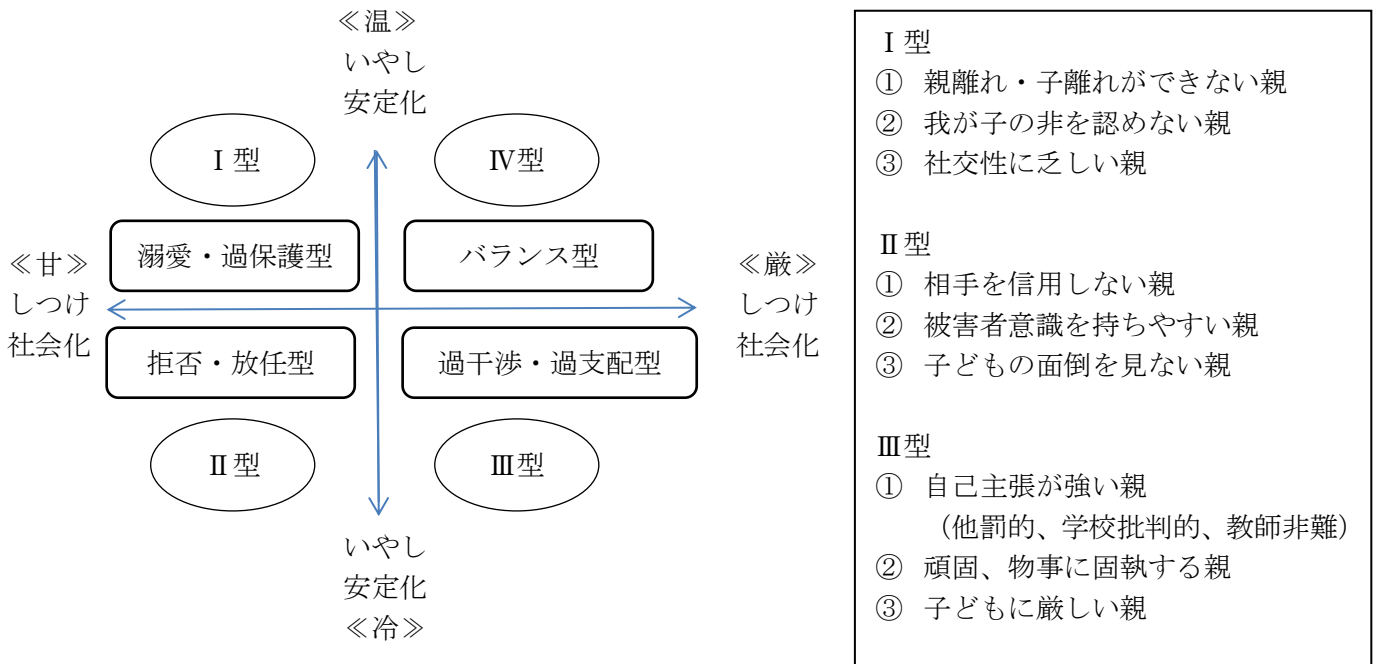 ≪温≫
いやし
安定化
Ⅰ型
Ⅳ型
溺愛・過保護型
バランス型
≪甘≫
しつけ
社会化
≪厳≫
しつけ
社会化
拒否・放任型
過干渉・過支配型
Ⅱ型
Ⅲ型
いやし
安定化
≪冷≫
Ⅰ型
① 親離れ・子離れができない親
② 我が子の非を認めない親
③ 社交性に乏しい親
Ⅱ型
① 相手を信用しない親
② 被害者意識を持ちやすい親
③ 子どもの面倒を見ない親
Ⅲ型
① 自己主張が強い親
（他罰的、学校批判的、教師非難）
② 頑固、物事に固執する親
③ 子どもに厳しい親